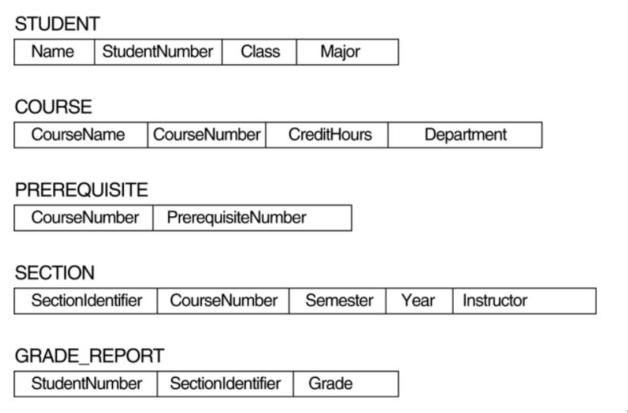 STUDENT
Name StudentNumber Class Major
COURSE
CourseName CourseNumber CreditHours Department
PREREQUISITE
CourseNumber PrerequisiteNumber
SECTION
SectionIdentifier CourseNumber Semester Year Instructor
GRADE_REPORT
StudentNumber SectionIdentifier Grade